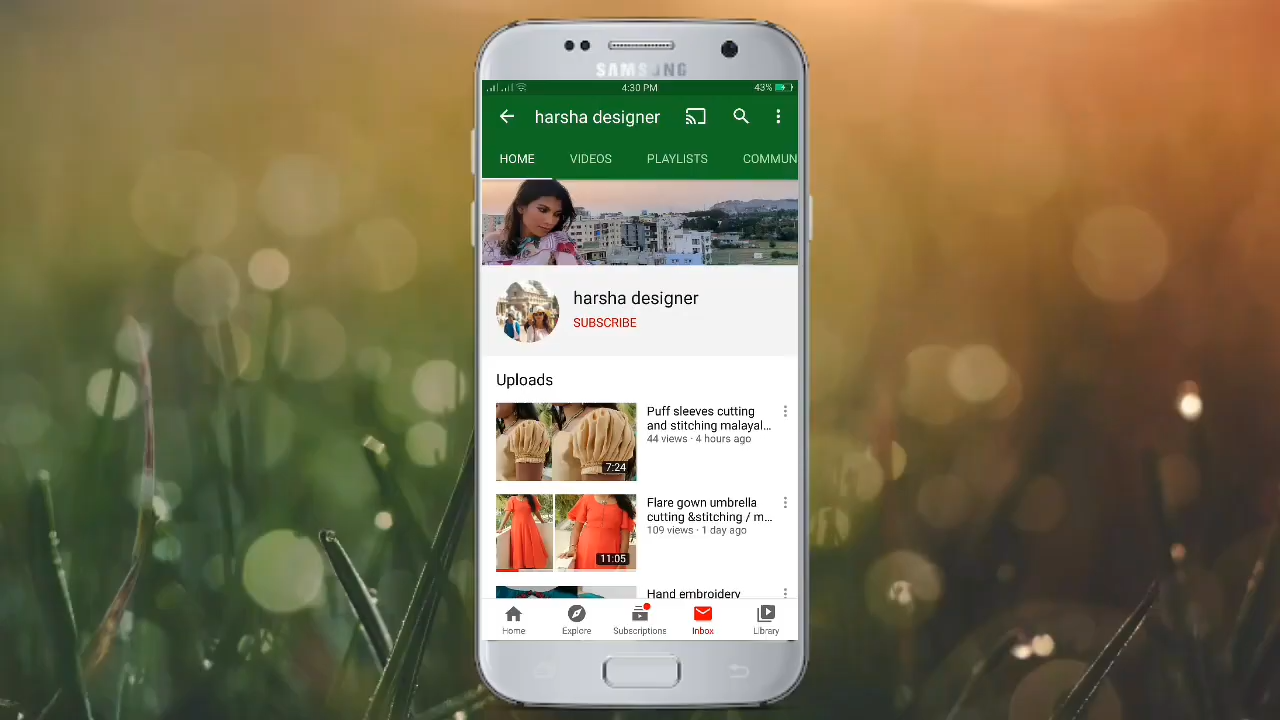 SAMSUNG
4:30 PM
43%
harsha designer
HOME
VIDEOS
PLAYLISTS
COMMUN
harsha designer
SUBSCRIBE
Uploads
Puff sleeves cutting
and stitching malayal...
44 views · 4 hours ago
7:24
Flare gown umbrella
cutting &stitching / m...
109 views · 1 day ago
11:05
Hand embroidery
Home
Explore
Subscriptions
Inbox
Library